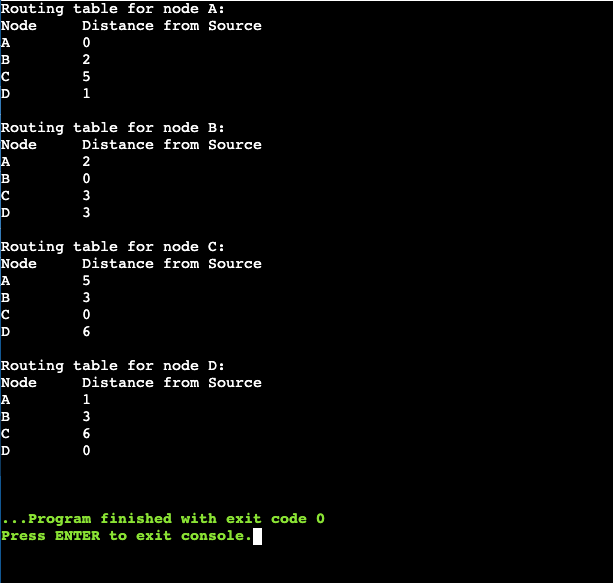 Routing table for node A:
Node     Distance from Source
A        0
B        2
C        5
D        1
Routing table for node B:
Node     Distance from Source
A        2
B        0
C        3
D        3
Routing table for node C:
Node     Distance from Source
A        5
B        3
C        0
D        6
Routing table for node D:
Node     Distance from Source
A        1
B        3
C        6
D        0
...Program finished with exit code 0
Press ENTER to exit console.